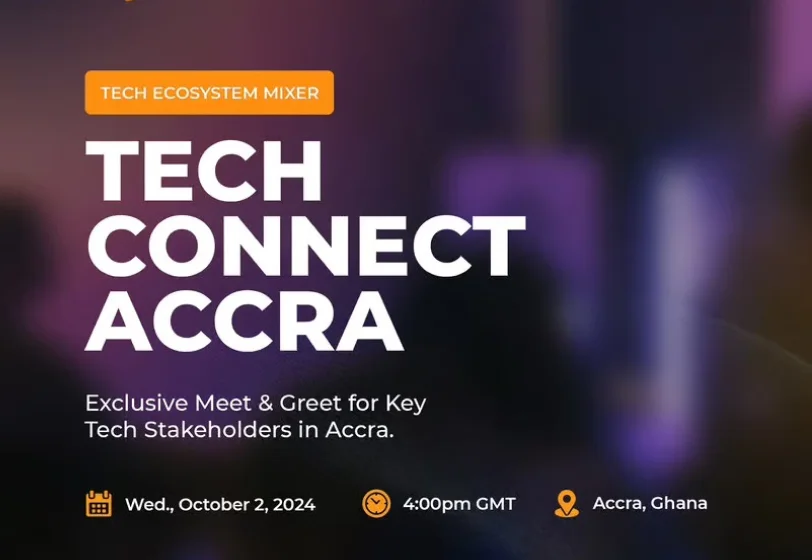 TECH ECOSYSTEM MIXER
TECH
CONNECT
ACCRA
Exclusive Meet & Greet for Key
Tech Stakeholders in Accra.
Wed., October 2, 2024
4:00pm GMT
Accra, Ghana